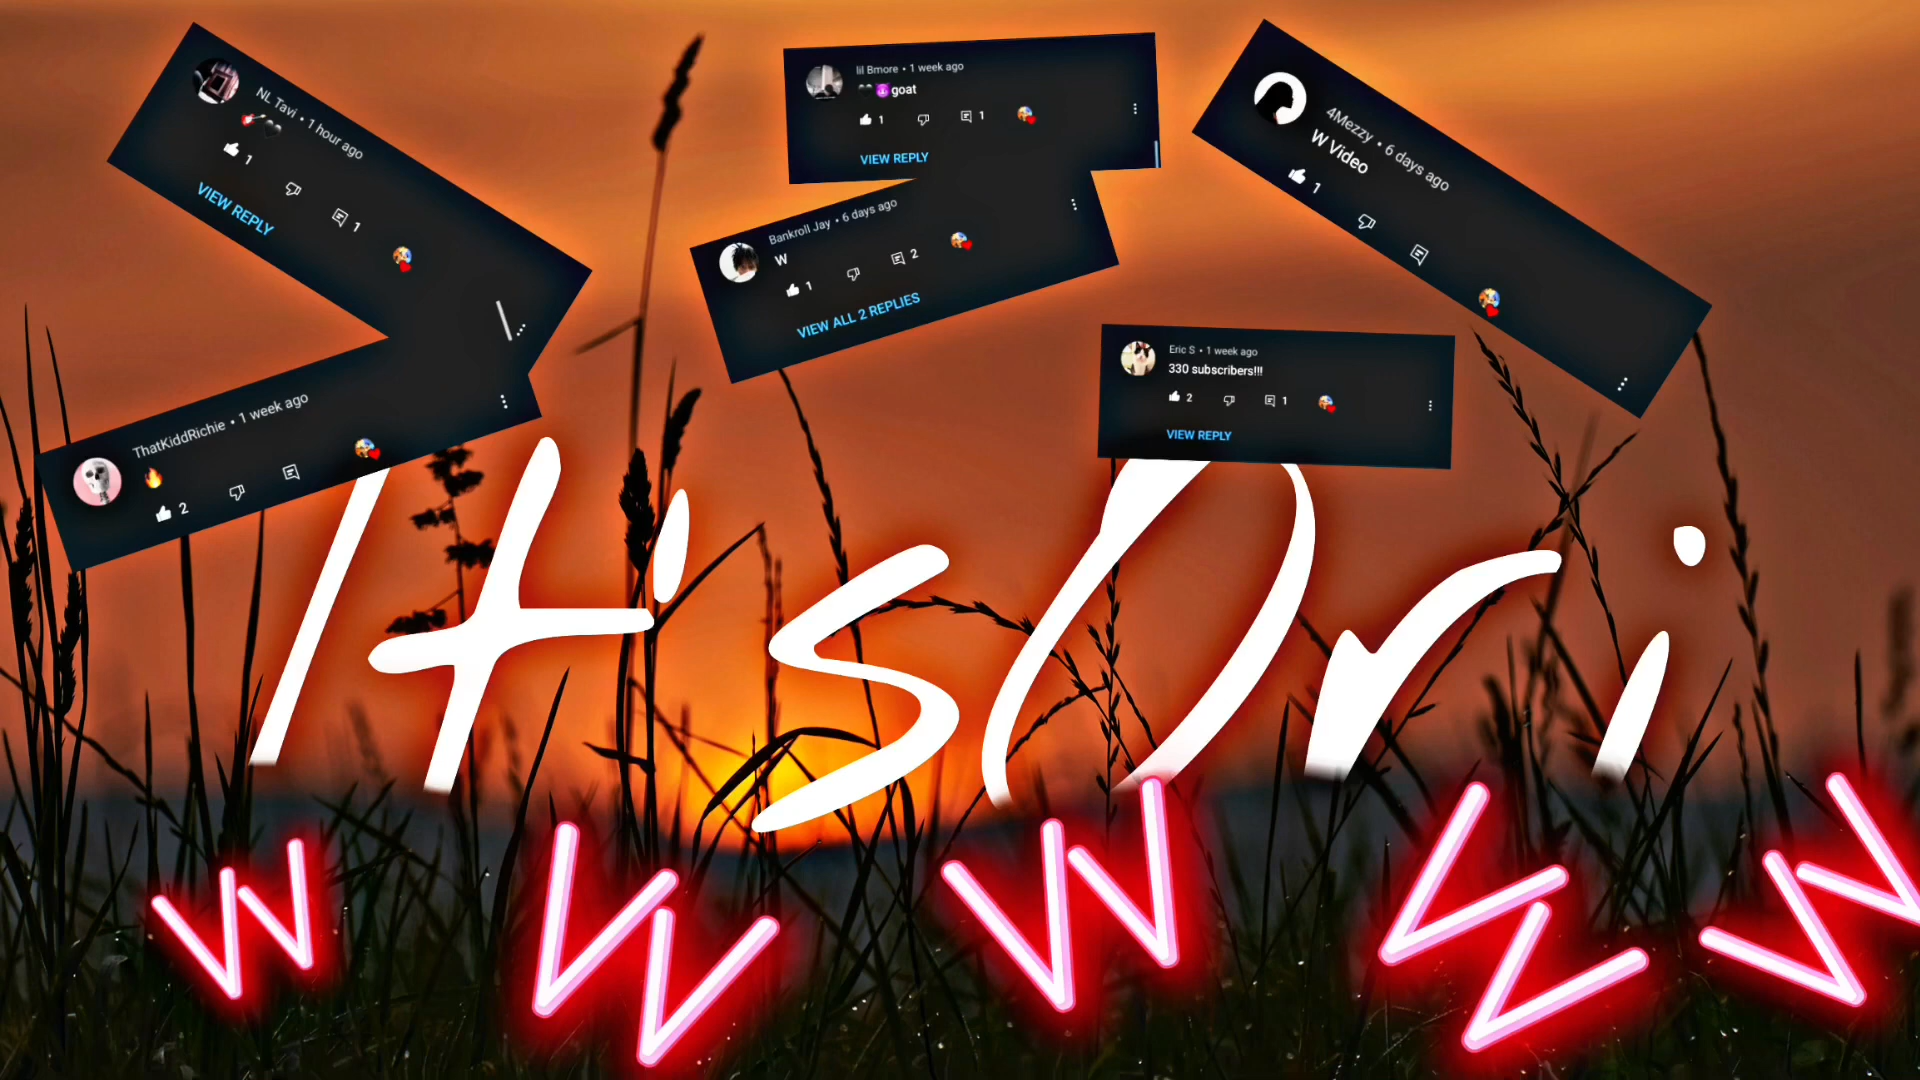 NL Tavi • 1 hour ago
💘🖤
1
1
VIEW REPLY
lil Bmore • 1 week ago
🖤😈goat
1
1
VIEW REPLY
4Mezzy • 6 days ago
W Video
1
Bankroll Jay • 6 days ago
W
1
2
VIEW ALL 2 REPLIES
Eric S • 1 week ago
330 subscribers!!!
2
1
VIEW REPLY
ThatKiddRichie • 1 week ago
🔥
2
It'sOri
W W W W W